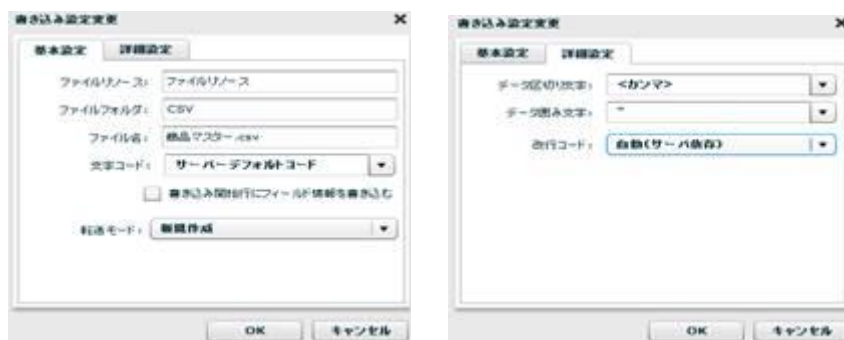 書き込み設定変更
基本設定 詳細設定
ファイルリソース: ファイルリソース
ファイルフォルダ: CSV
ファイル名: 商品マスター.csv
文字コード: サーバーデフォルトコード
書き込み開始行にフィールド情報を書き込む
転送モード: 新規作成
OK キャンセル
書き込み設定変更
基本設定 詳細設定
データ区切り文字: <カンマ>
データ囲み文字: "
改行コード: 自動(サーバ依存)
OK キャンセル